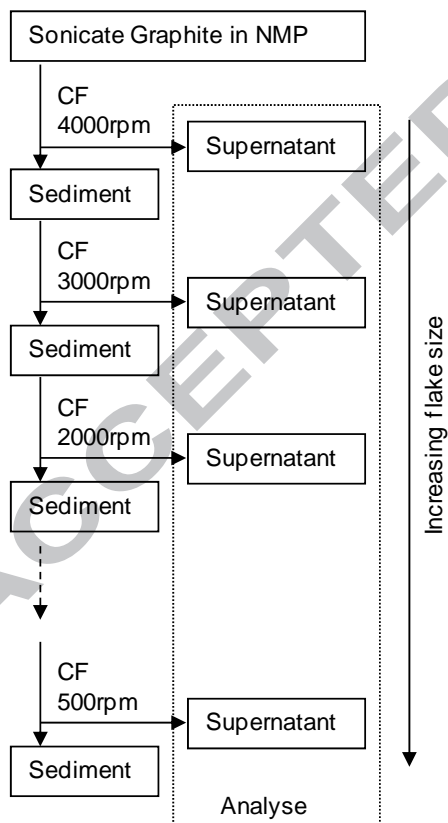 Sonicate Graphite in NMP
CF
4000rpm
Supernatant
Sediment
CF
3000rpm
Supernatant
Sediment
CF
2000rpm
Supernatant
Sediment
CF
500rpm
Supernatant
Sediment
Analyse
Increasing flake size
ACCEPTED